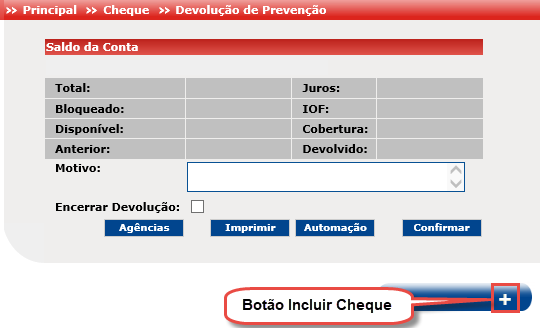 >> Principal >> Cheque >> Devolução de Prevenção
Saldo da Conta
Total: Juros:
Bloqueado: IOF:
Disponível: Cobertura:
Anterior: Devolvido:
Motivo:
Encerrar Devolução:
Agências Imprimir Automação Confirmar
Botão Incluir Cheque +